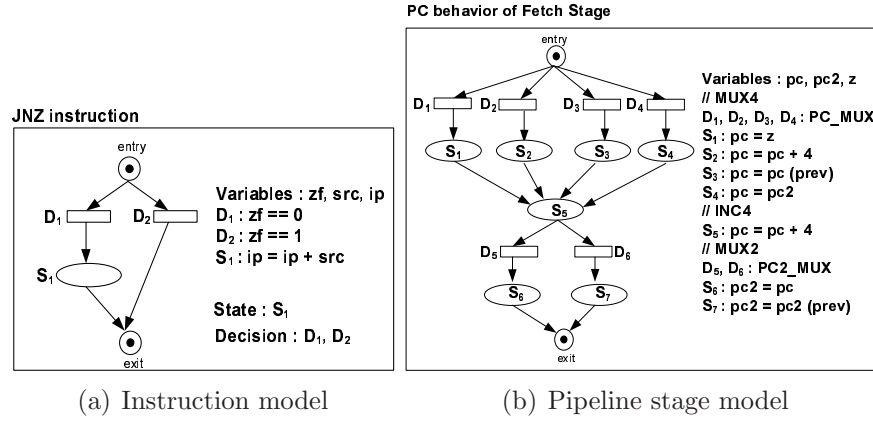 PC behavior of Fetch Stage
entry
D1
D2
D3
D4
S1
S2
S3
S4
S5
D5
D6
S6
S7
exit
Variables : pc, pc2, z
// MUX4
D1, D2, D3, D4 : PC_MUX
S1 : pc = z
S2 : pc = pc + 4
S3 : pc = pc (prev)
S4 : pc = pc2
// INC4
S5 : pc = pc + 4
// MUX2
D5, D6 : PC2_MUX
S6 : pc2 = pc
S7 : pc2 = pc2 (prev)
JNZ instruction
entry
D1
D2
S1
exit
Variables : zf, src, ip
D1 : zf == 0
D2 : zf == 1
S1 : ip = ip + src
State : S1
Decision : D1, D2
(a) Instruction model
(b) Pipeline stage model